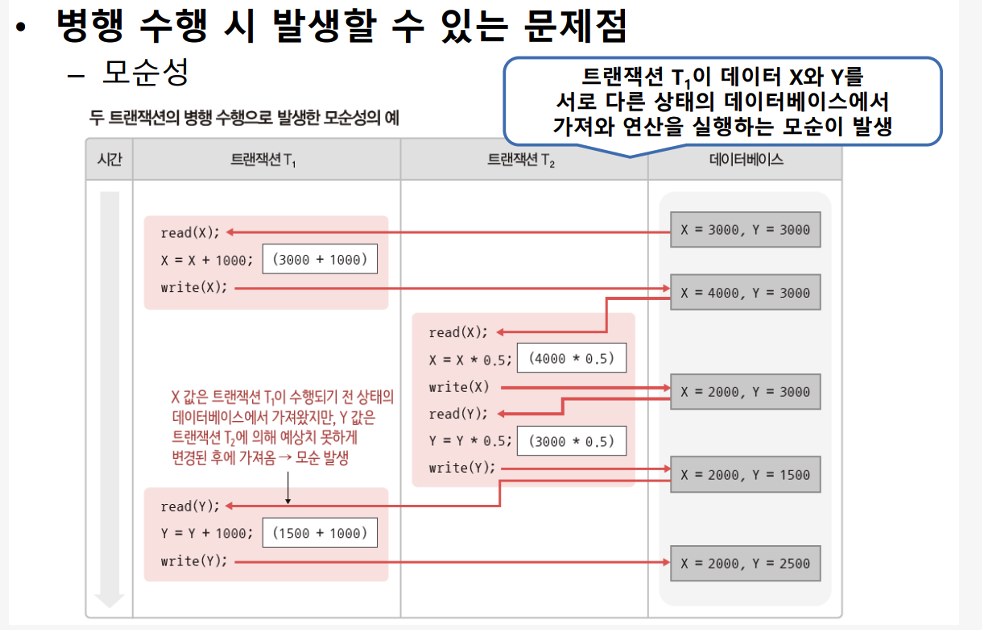 • 병행 수행 시 발생할 수 있는 문제점
– 모순성
트랜잭션 T₁이 데이터 X와 Y를
서로 다른 상태의 데이터베이스에서
가져와 연산을 실행하는 모순이 발생
두 트랜잭션의 병행 수행으로 발생한 모순성의 예
시간 트랜잭션 T₁ 트랜잭션 T₂ 데이터베이스
read(X); X = 3000, Y = 3000
X = X + 1000; (3000 + 1000)
write(X); X = 4000, Y = 3000
read(X);
X = X * 0.5; (4000 * 0.5)
write(X) X = 2000, Y = 3000
read(Y);
Y = Y * 0.5; (3000 * 0.5)
write(Y); X = 2000, Y = 1500
X 값은 트랜잭션 T₁이 수행되기 전 상태의
데이터베이스에서 가져왔지만, Y 값은
트랜잭션 T₂에 의해 예상치 못하게
변경된 후에 가져옴 → 모순 발생
read(Y);
Y = Y + 1000; (1500 + 1000)
write(Y); X = 2000, Y = 2500